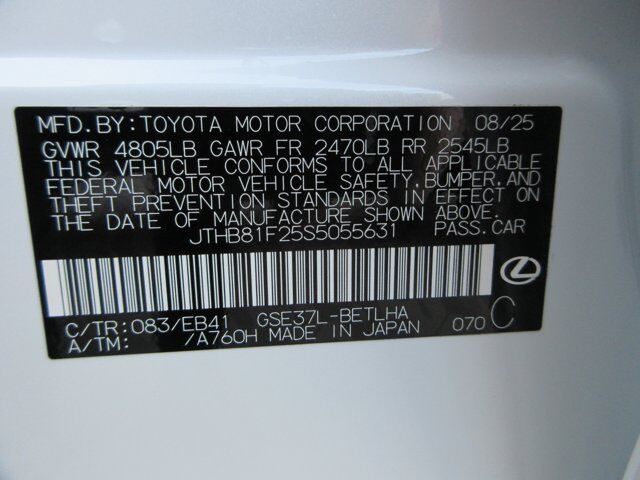 MFD.BY:TOYOTA MOTOR CORPORATION 08/25
GVWR 4805LB GAWR FR 2470LB RR 2545LB
THIS VEHICLE CONFORMS TO ALL APPLICABLE
FEDERAL MOTOR VEHICLE SAFETY,BUMPER,AND
THEFT PREVENTION STANDARDS IN EFFECT ON
THE DATE OF MANUFACTURE SHOWN ABOVE.
JTHB81F25S5055631 PASS.CAR
C/TR:083/EB41 GSE37L-BETLHA
A/TM: /A760H MADE IN JAPAN 070 C